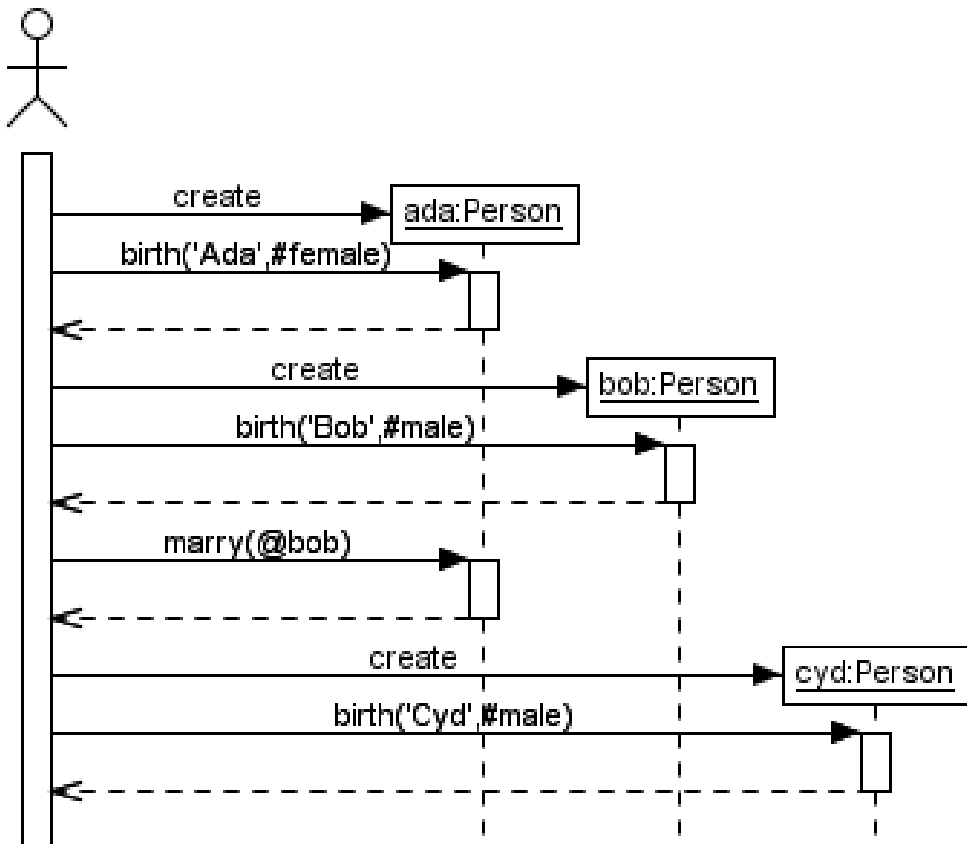 create
ada:Person
birth('Ada',#female)
create
bob:Person
birth('Bob',#male)
marry(@bob)
create
cyd:Person
birth('Cyd',#male)